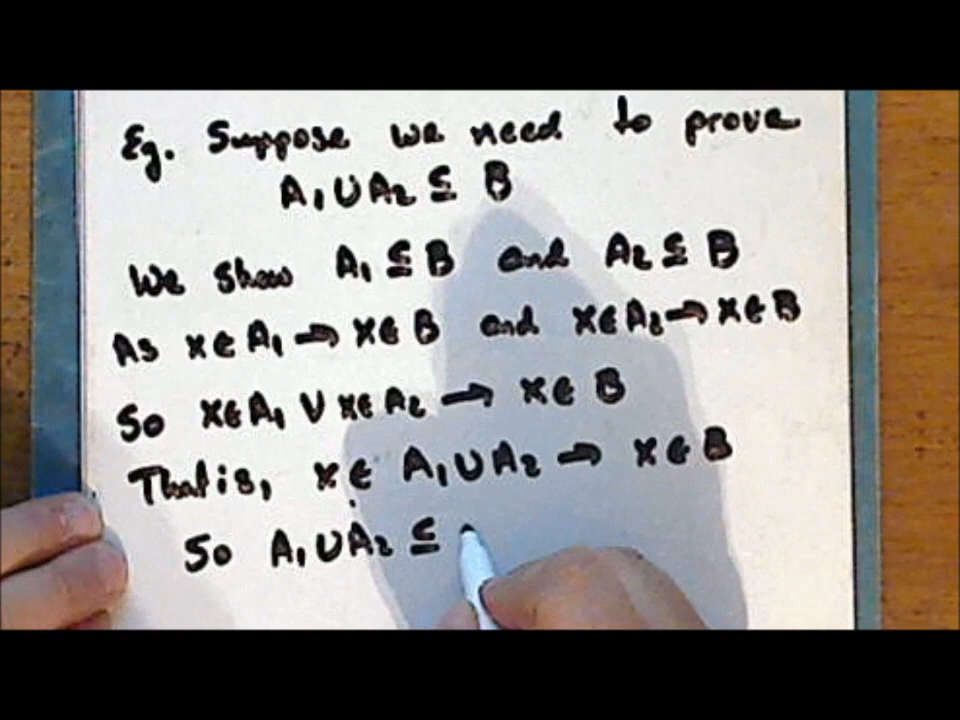 Eg. Suppose we need to prove
A₁∪A₂ ⊆ B
We show A₁ ⊆ B and A₂ ⊆ B
As x∈A₁ → x∈B and x∈A₂ → x∈B
So x∈A₁ ∨ x∈A₂ → x∈B
That is, x∈ A₁∪A₂ → x∈B
So A₁∪A₂ ⊆